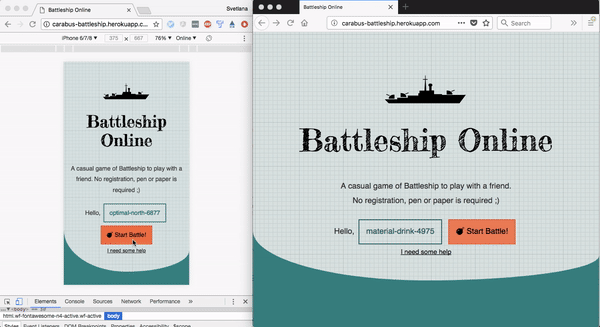 Battleship Online
Svetlana
carabus-battleship.herokuapp.c...
iPhone 6/7/8 ▾ 375 × 667 76% ▾ Online ▾
Battleship
Online
A casual game of Battleship to play with a
friend. No registration, pen or paper is
required ;)
Hello, optimal-north-6877
Start Battle!
I need some help
Elements Console Sources Network Performance »
html.wf-fontawesome-n4-active.wf-active body
Styles Event Listeners DOM Breakpoints Properties Accessibility $scope
Battleship Online
carabus-battleship.herokuapp.com
Search
Battleship Online
A casual game of Battleship to play with a friend.
No registration, pen or paper is required ;)
Hello, material-drink-4975 Start Battle!
I need some help